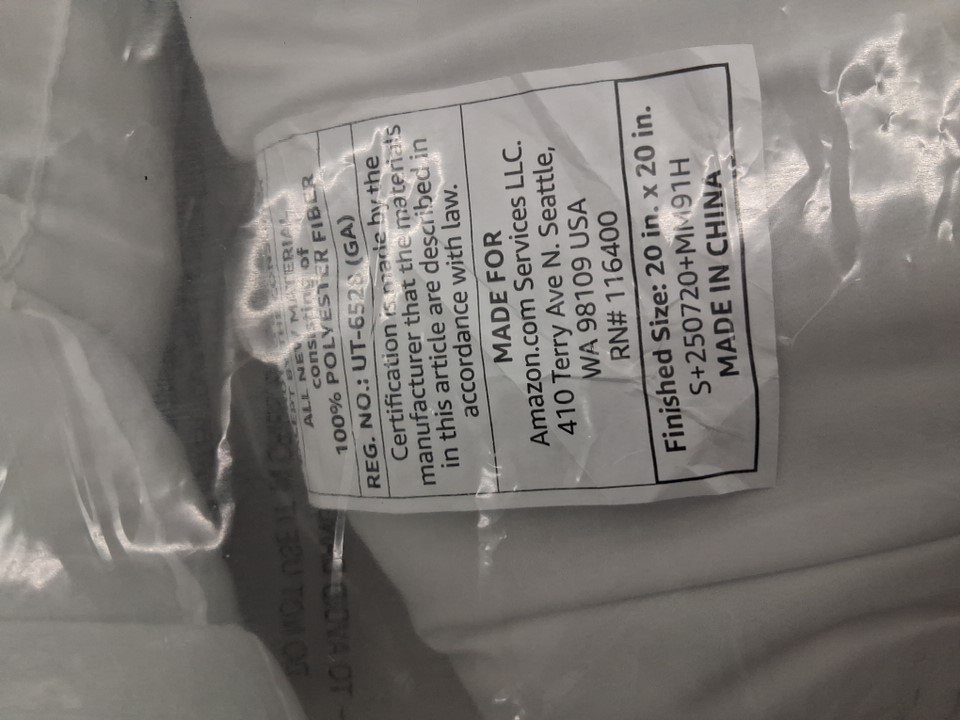 ALL NEW MATERIAL
consisting of
100% POLYESTER FIBER
REG. NO.: UT-6528 (GA)
Certification is made by the
manufacturer that the materials
in this article are described in
accordance with law.
MADE FOR
Amazon.com Services LLC.
410 Terry Ave N. Seattle,
WA 98109 USA
RN# 116400
Finished Size: 20 in. x 20 in.
S+250720+MM91H
MADE IN CHINA